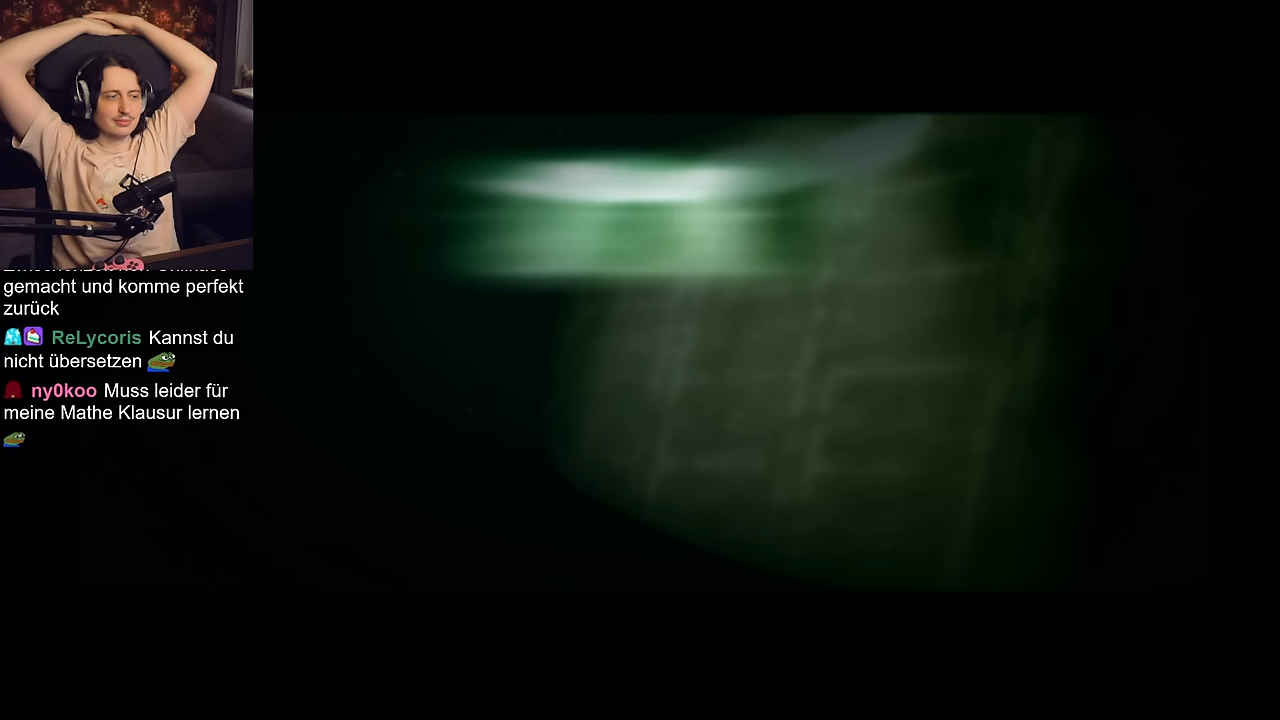 gemacht und komme perfekt
zurück
ReLycoris Kannst du
nicht übersetzen
ny0koo Muss leider für
meine Mathe Klausur lernen